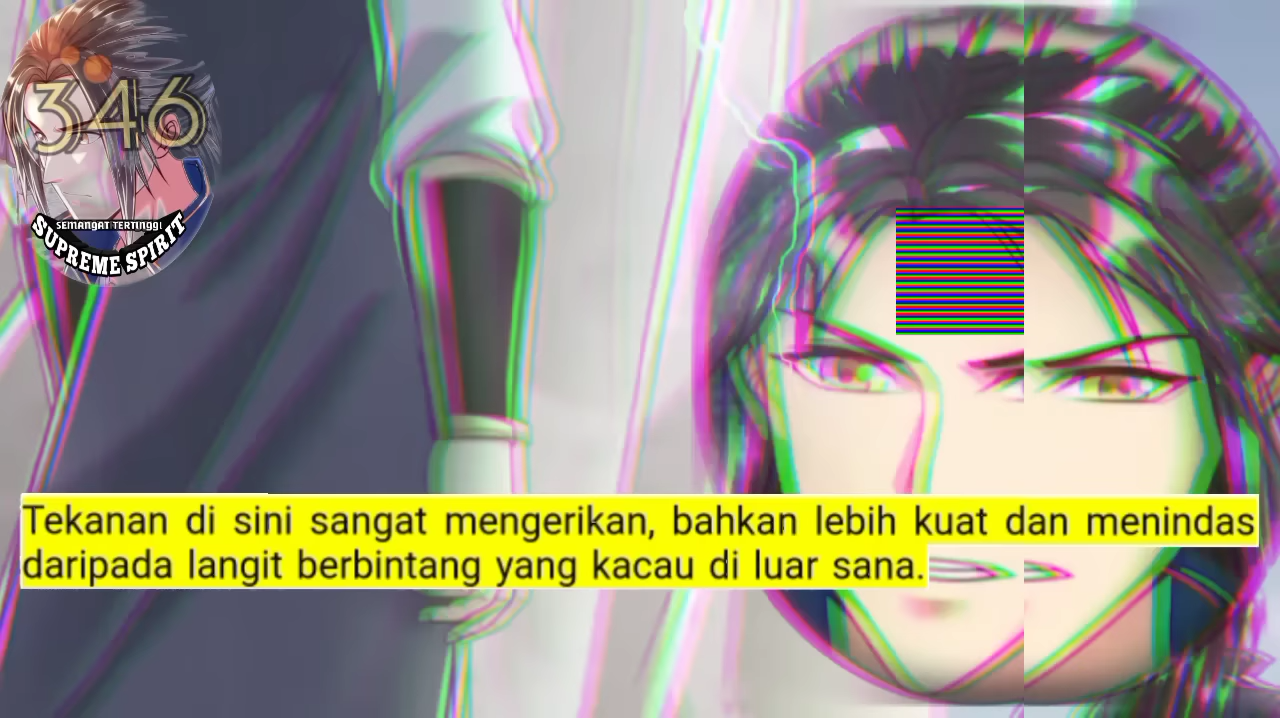 346
SEMANGAT TERTINGGI
SUPREME SPIRIT
Tekanan di sini sangat mengerikan, bahkan lebih kuat dan menindas
daripada langit berbintang yang kacau di luar sana.